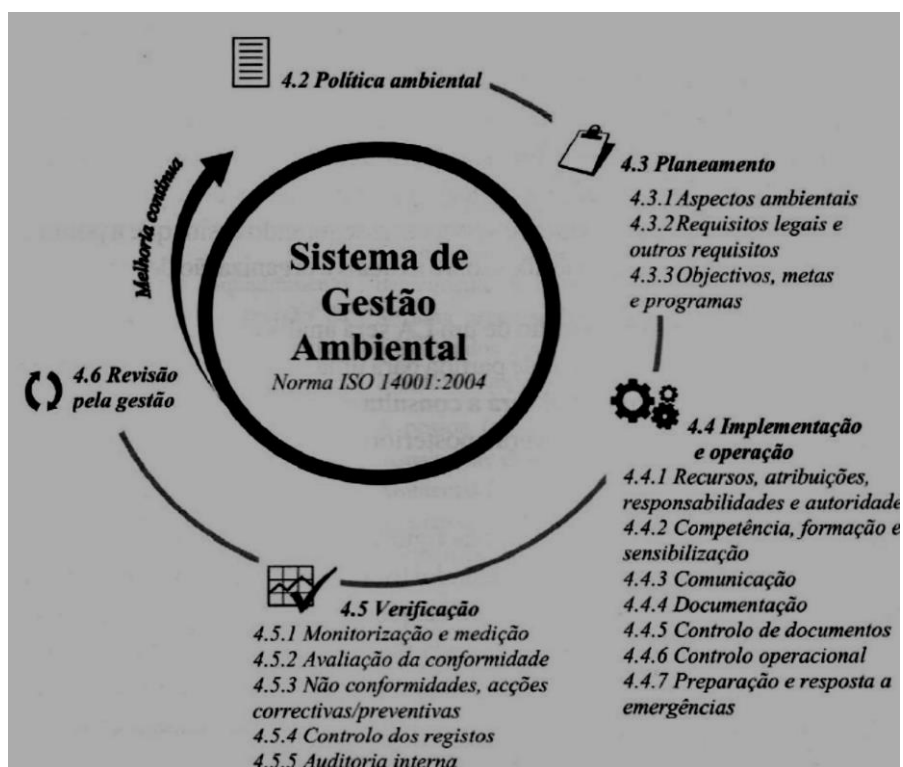 4.2 Política ambiental
4.3 Planeamento
4.3.1 Aspectos ambientais
4.3.2 Requisitos legais e
outros requisitos
4.3.3 Objectivos, metas
e programas
Melhoria contínua
Sistema de
Gestão
Ambiental
Norma ISO 14001:2004
4.6 Revisão
pela gestão
4.4 Implementação
e operação
4.4.1 Recursos, atribuições,
responsabilidades e autoridade
4.4.2 Competência, formação e
sensibilização
4.4.3 Comunicação
4.4.4 Documentação
4.4.5 Controlo de documentos
4.4.6 Controlo operacional
4.4.7 Preparação e resposta a
emergências
4.5 Verificação
4.5.1 Monitorização e medição
4.5.2 Avaliação da conformidade
4.5.3 Não conformidades, acções
correctivas/preventivas
4.5.4 Controlo dos registos
4.5.5 Auditoria interna